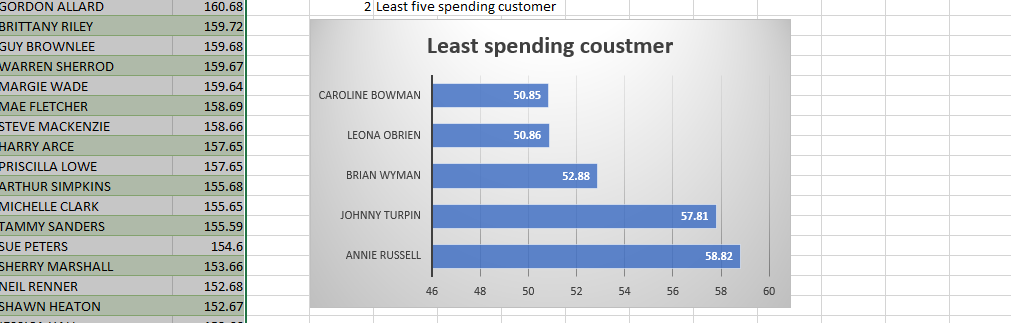 GORDON ALLARD 160.68
BRITTANY RILEY 159.72
GUY BROWNLEE 159.68
WARREN SHERROD 159.67
MARGIE WADE 159.64
MAE FLETCHER 158.69
STEVE MACKENZIE 158.66
HARRY ARCE 157.65
PRISCILLA LOWE 157.65
ARTHUR SIMPKINS 155.68
MICHELLE CLARK 155.65
TAMMY SANDERS 155.59
SUE PETERS 154.6
SHERRY MARSHALL 153.66
NEIL RENNER 152.68
SHAWN HEATON 152.67
2 Least five spending customer
Least spending coustmer
CAROLINE BOWMAN 50.85
LEONA OBRIEN 50.86
BRIAN WYMAN 52.88
JOHNNY TURPIN 57.81
ANNIE RUSSELL 58.82
46 48 50 52 54 56 58 60